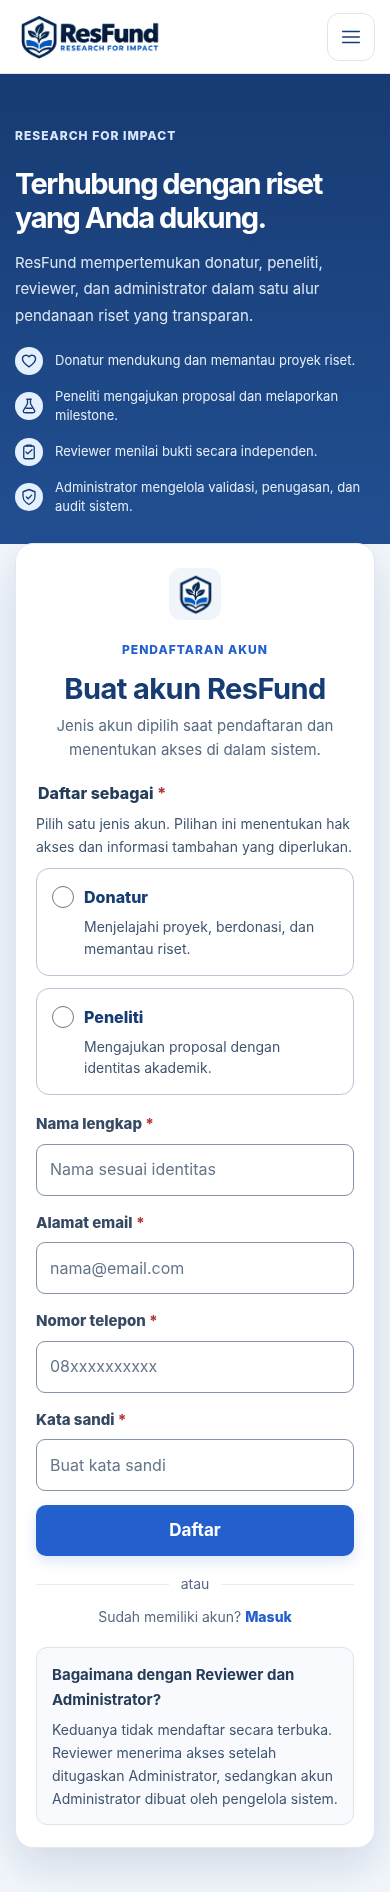 ResFund
RESEARCH FOR IMPACT
RESEARCH FOR IMPACT
Terhubung dengan riset
yang Anda dukung.
ResFund mempertemukan donatur, peneliti,
reviewer, dan administrator dalam satu alur
pendanaan riset yang transparan.
Donatur mendukung dan memantau proyek riset.
Peneliti mengajukan proposal dan melaporkan
milestone.
Reviewer menilai bukti secara independen.
Administrator mengelola validasi, penugasan, dan
audit sistem.
PENDAFTARAN AKUN
Buat akun ResFund
Jenis akun dipilih saat pendaftaran dan
menentukan akses di dalam sistem.
Daftar sebagai *
Pilih satu jenis akun. Pilihan ini menentukan hak
akses dan informasi tambahan yang diperlukan.
Donatur
Menjelajahi proyek, berdonasi, dan
memantau riset.
Peneliti
Mengajukan proposal dengan
identitas akademik.
Nama lengkap *
Nama sesuai identitas
Alamat email *
nama@email.com
Nomor telepon *
08xxxxxxxxxx
Kata sandi *
Buat kata sandi
Daftar
atau
Sudah memiliki akun? Masuk
Bagaimana dengan Reviewer dan
Administrator?
Keduanya tidak mendaftar secara terbuka.
Reviewer menerima akses setelah
ditugaskan Administrator, sedangkan akun
Administrator dibuat oleh pengelola sistem.